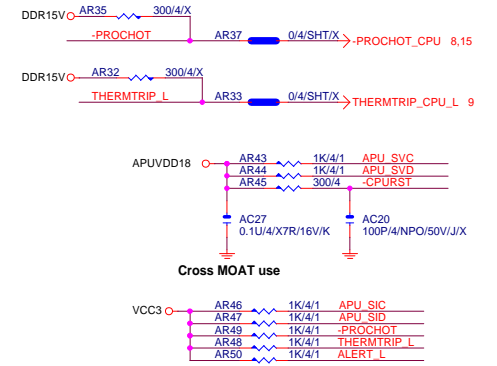 DDR15V AR35 300/4/X
-PROCHOT AR37 0/4/SHT/X -PROCHOT_CPU 8,15
DDR15V AR32 300/4/X
THERMTRIP_L AR33 0/4/SHT/X THERMTRIP_CPU_L 9
APUVDD18 AR43 1K/4/1 APU_SVC
AR44 1K/4/1 APU_SVD
AR45 300/4 -CPURST
AC27 AC20
0.1U/4/X7R/16V/K 100P/4/NPO/50V/J/X
Cross MOAT use
VCC3 AR46 1K/4/1 APU_SIC
AR47 1K/4/1 APU_SID
AR49 1K/4/1 -PROCHOT
AR48 1K/4/1 THERMTRIP_L
AR50 1K/4/1 ALERT_L